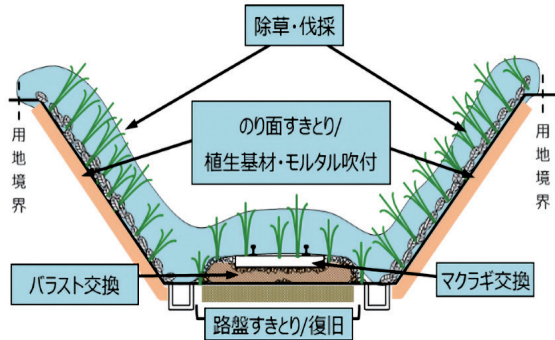 除草・伐採
のり面すきとり/
植生基材・モルタル吹付
用地境界
用地境界
バラスト交換
マクラギ交換
路盤すきとり/復旧